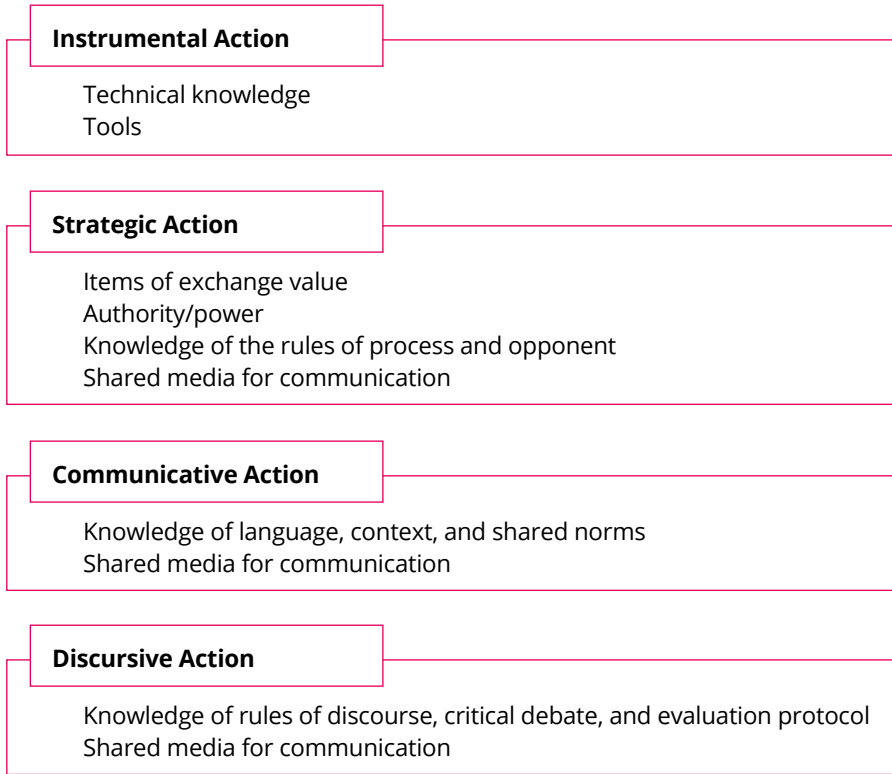 Instrumental Action
Technical knowledge
Tools
Strategic Action
Items of exchange value
Authority/power
Knowledge of the rules of process and opponent
Shared media for communication
Communicative Action
Knowledge of language, context, and shared norms
Shared media for communication
Discursive Action
Knowledge of rules of discourse, critical debate, and evaluation protocol
Shared media for communication